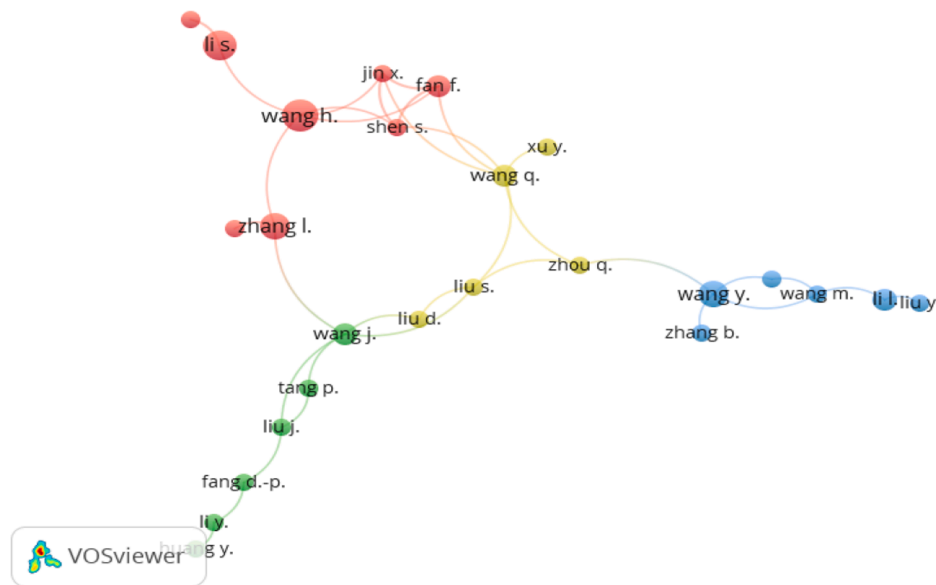 li s.
jin x.
fan f.
wang h.
shen s.
xu y.
wang q.
zhang l.
zhou q.
liu s.
wang y.
wang m.
li l.
liu y
liu d.
wang j.
zhang b.
tang p.
liu j.
fang d.-p.
li y.
huang y.
VOSviewer